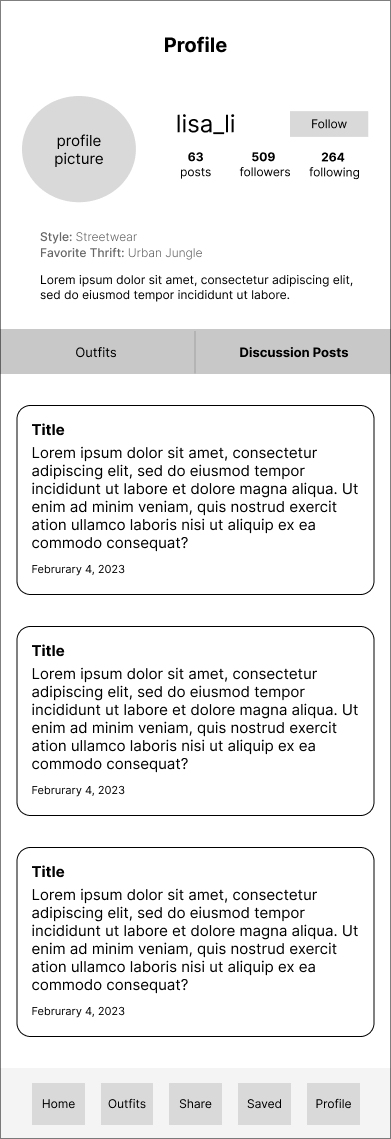 Profile
profile
picture
lisa_li
Follow
63
posts
509
followers
264
following
Style: Streetwear
Favorite Thrift: Urban Jungle
Lorem ipsum dolor sit amet, consectetur adipiscing elit,
sed do eiusmod tempor incididunt ut labore.
Outfits
Discussion Posts
Title
Lorem ipsum dolor sit amet, consectetur
adipiscing elit, sed do eiusmod tempor
incididunt ut labore et dolore magna aliqua. Ut
enim ad minim veniam, quis nostrud exercit
ation ullamco laboris nisi ut aliquip ex ea
commodo consequat?
Februrary 4, 2023
Title
Lorem ipsum dolor sit amet, consectetur
adipiscing elit, sed do eiusmod tempor
incididunt ut labore et dolore magna aliqua. Ut
enim ad minim veniam, quis nostrud exercit
ation ullamco laboris nisi ut aliquip ex ea
commodo consequat?
Februrary 4, 2023
Title
Lorem ipsum dolor sit amet, consectetur
adipiscing elit, sed do eiusmod tempor
incididunt ut labore et dolore magna aliqua. Ut
enim ad minim veniam, quis nostrud exercit
ation ullamco laboris nisi ut aliquip ex ea
commodo consequat?
Februrary 4, 2023
Home
Outfits
Share
Saved
Profile